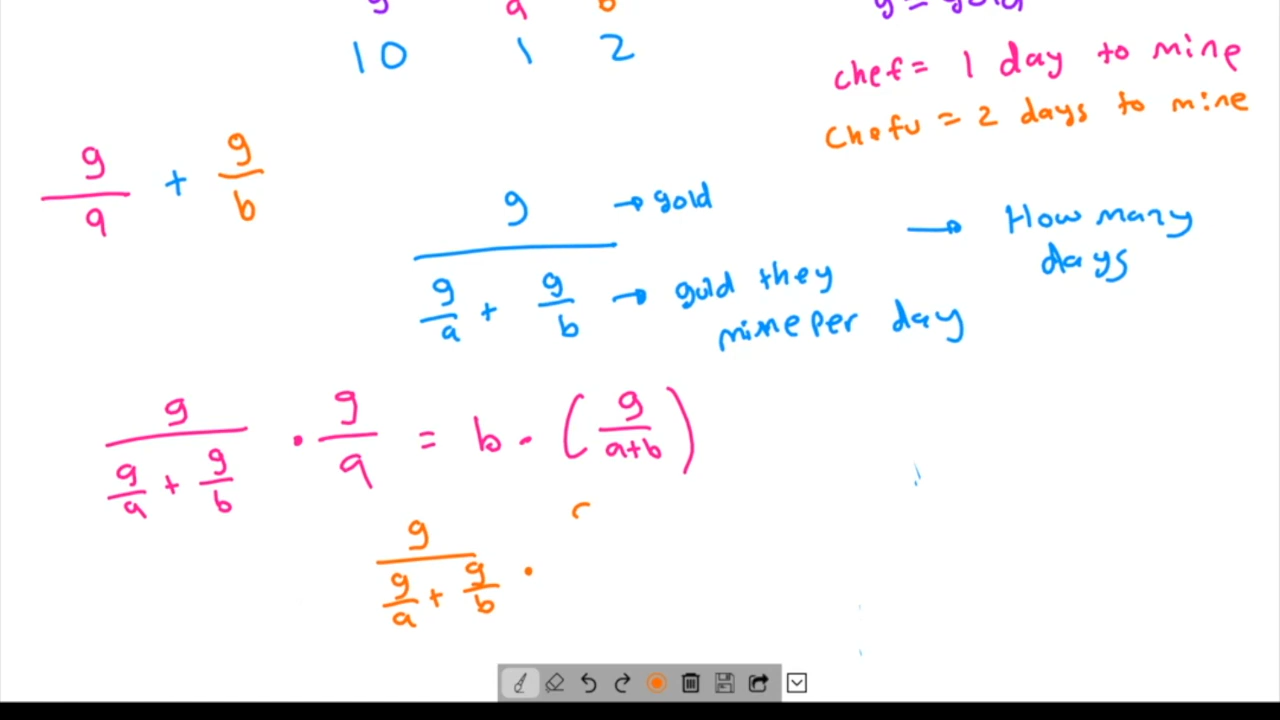 g a b
y = gold
10 1 2
chef = 1 day to mine
chefu = 2 days to mine
g/a + g/b
g → gold
g/a + g/b → gold they mine per day
→ How many days
g/(g/a + g/b) · g/a = b · (g/(a+b))
g/(g/a + g/b) ·